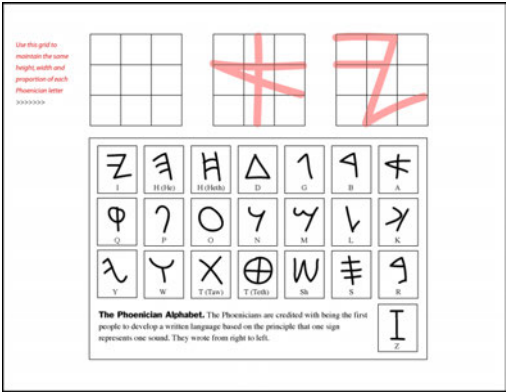 Use this grid to
maintain the same
height, width and
proportion of each
Phoenician letter
>>>>>>>
𐤀 𐤉
𐤀 𐤁 𐤂 𐤃 𐤇 𐤄 𐤉
I H (He) H (Heth) D G B A
𐤊 𐤋 𐤌 𐤍 𐤏 𐤐 𐤒
Q P O N M L K
𐤓 𐤎 𐤔 𐤈 𐤕 𐤅 𐤑
Y W T (Taw) T (Teth) Sh S R
The Phoenician Alphabet. The Phoenicians are credited with being the first
people to develop a written language based on the principle that one sign
represents one sound. They wrote from right to left.
𐤆
Z